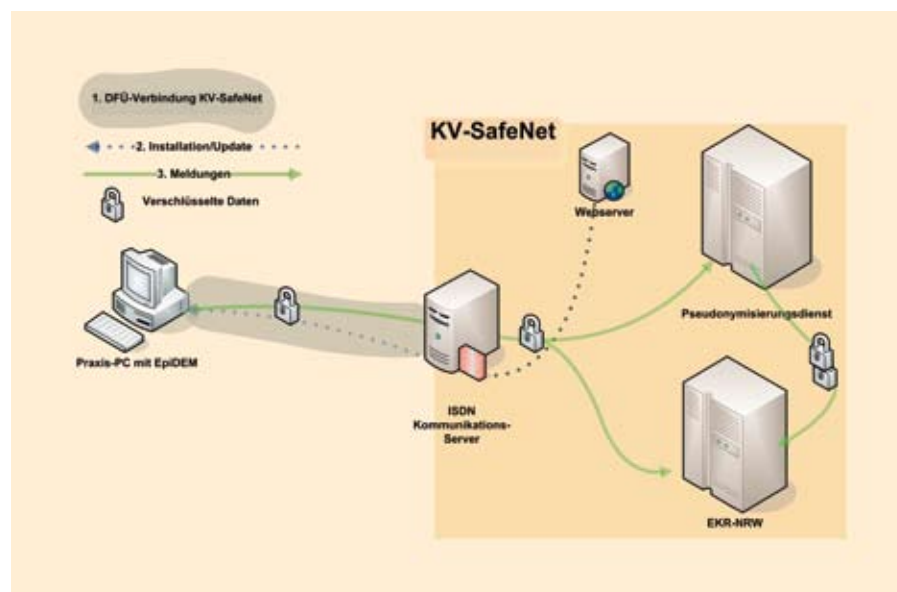 1. DFÜ-Verbindung KV-SafeNet
2. Installation/Update
3. Meldungen
Verschlüsselte Daten
KV-SafeNet
Webserver
Pseudonymisierungsdienst
Praxis-PC mit EpiDEM
ISDN
Kommunikations-
Server
EKR-NRW